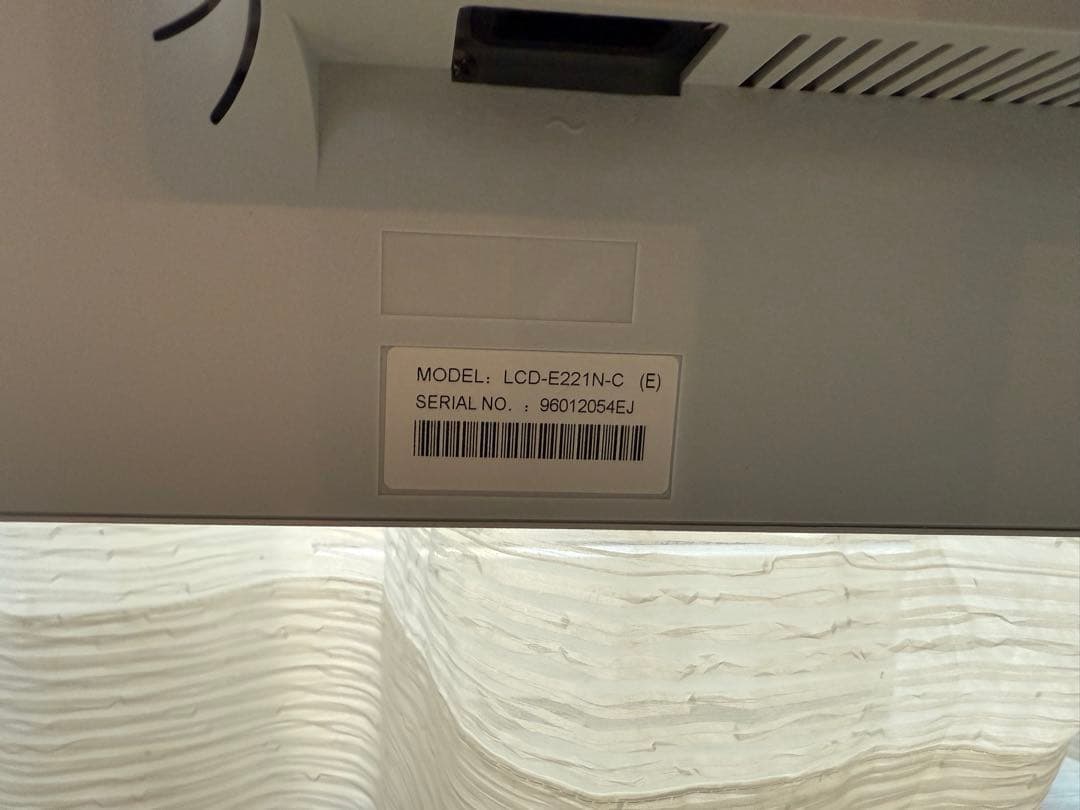 MODEL: LCD-E221N-C (E)
SERIAL NO. : 96012054EJ